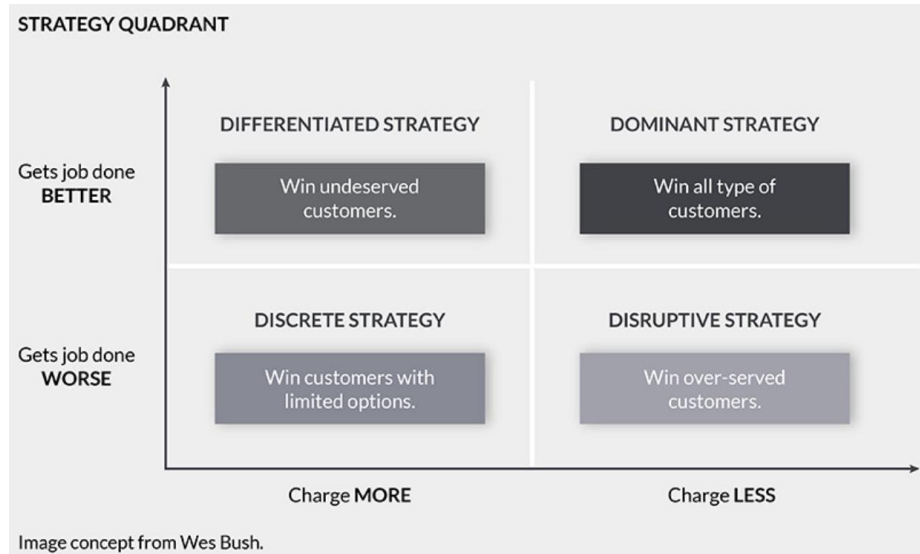 STRATEGY QUADRANT
Gets job done
BETTER
DIFFERENTIATED STRATEGY
Win undeserved
customers.
DOMINANT STRATEGY
Win all type of
customers.
Gets job done
WORSE
DISCRETE STRATEGY
Win customers with
limited options.
DISRUPTIVE STRATEGY
Win over-served
customers.
Charge MORE
Charge LESS
Image concept from Wes Bush.